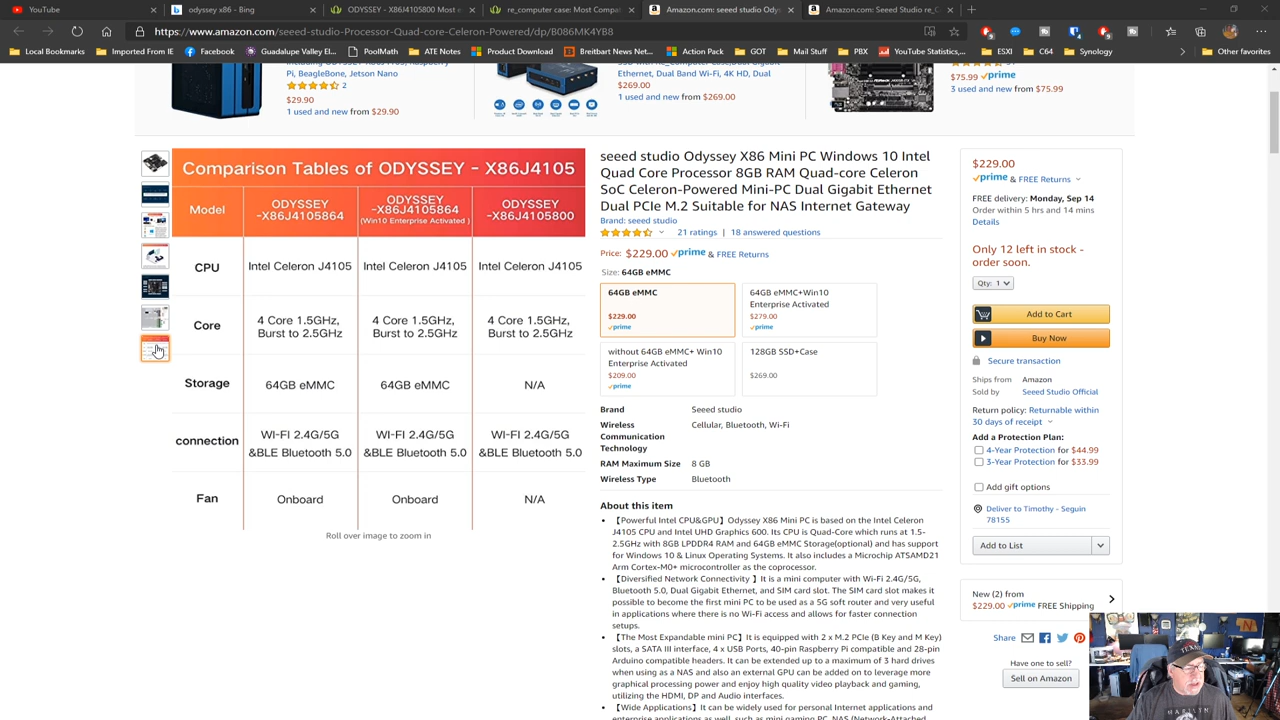 YouTube
odyssey x86 - Bing
ODYSSEY - X86J4105800 Most e
re_computer case: Most Compat
Amazon.com: seeed studio Odys
Amazon.com: Seeed Studio re_C
https://www.amazon.com/seeed-studio-Processor-Quad-core-Celeron-Powered/dp/B086MK4YB8
Local Bookmarks
Imported From IE
Facebook
Guadalupe Valley El...
PoolMath
ATE Notes
Product Download
Breitbart News Net...
Action Pack
GOT
Mail Stuff
PBX
YouTube Statistics,...
ESXI
C64
Synology
Other favorites
Pi, BeagleBone, Jetson Nano
2
$29.90
1 used and new from $29.90
Ethernet, Dual Band Wi-Fi, 4K HD, Dual
$269.00
1 used and new from $269.00
$75.99 prime
3 used and new from $75.99
Comparison Tables of ODYSSEY - X86J4105
Model
ODYSSEY
-X86J4105864
ODYSSEY
-X86J4105864
(Win10 Enterprise Activated )
ODYSSEY
-X86J4105800
CPU
Intel Celeron J4105
Intel Celeron J4105
Intel Celeron J4105
Core
4 Core 1.5GHz,
Burst to 2.5GHz
4 Core 1.5GHz,
Burst to 2.5GHz
4 Core 1.5GHz,
Burst to 2.5GHz
Storage
64GB eMMC
64GB eMMC
N/A
connection
WI-FI 2.4G/5G
&BLE Bluetooth 5.0
WI-FI 2.4G/5G
&BLE Bluetooth 5.0
WI-FI 2.4G/5G
&BLE Bluetooth 5.0
Fan
Onboard
Onboard
N/A
Roll over image to zoom in
seeed studio Odyssey X86 Mini PC Windows 10 Intel
Quad Core Processor 8GB RAM Quad-core Celeron
SoC Celeron-Powered Mini-PC Dual Gigabit Ethernet
Dual PCIe M.2 Suitable for NAS Internet Gateway
Brand: seeed studio
21 ratings | 18 answered questions
Price: $229.00 prime & FREE Returns
Size: 64GB eMMC
64GB eMMC
$229.00
prime
64GB eMMC+Win10
Enterprise Activated
$279.00
prime
without 64GB eMMC+ Win10
Enterprise Activated
$209.00
prime
128GB SSD+Case
$269.00
Brand Seeed studio
Wireless
Communication
Technology
Cellular, Bluetooth, Wi-Fi
RAM Maximum Size 8 GB
Wireless Type Bluetooth
About this item
• 【Powerful Intel CPU&GPU】Odyssey X86 Mini PC is based on the Intel Celeron
J4105 CPU and Intel UHD Graphics 600. Its CPU is Quad-Core which runs at 1.5-
2.5GHz with 8GB LPDDR4 RAM and 64GB eMMC Storage(optional) and has support
for Windows 10 & Linux Operating Systems. It also includes a Microchip ATSAMD21
Arm Cortex-M0+ microcontroller as the coprocessor.
• 【Diversified Network Connectivity 】It is a mini computer with Wi-Fi 2.4G/5G,
Bluetooth 5.0, Dual Gigabit Ethernet, and SIM card slot. The SIM card slot makes it
possible to become the first mini PC to be used as a 5G soft router and very useful
in applications where there is no Wi-Fi access and allows for faster connection
setups.
• 【The Most Expandable mini PC】It is equipped with 2 x M.2 PCIe (B Key and M Key)
slots, a SATA III interface, 4 x USB Ports, 40-pin Raspberry Pi compatible and 28-pin
Arduino compatible headers. It can be extended up to a maximum of 3 hard drives
when using as a NAS and also an external GPU can be added on to leverage more
graphical processing power and enjoy high quality video playback and gaming,
utilizing the HDMI, DP and Audio interfaces.
• 【Wide Applications】It can be widely used for personal Internet applications and
enterprise applications as well, such as mini gaming PC, NAS (Network-Attached
$229.00
prime & FREE Returns
FREE delivery: Monday, Sep 14
Order within 5 hrs and 14 mins
Details
Only 12 left in stock -
order soon.
Qty: 1
Add to Cart
Buy Now
Secure transaction
Ships from Amazon
Sold by Seeed Studio Official
Return policy: Returnable within
30 days of receipt
Add a Protection Plan:
4-Year Protection for $44.99
3-Year Protection for $33.99
Add gift options
Deliver to Timothy - Seguin
78155
Add to List
New (2) from
$229.00 prime FREE Shipping
Share
Have one to sell?
Sell on Amazon
TEXAS